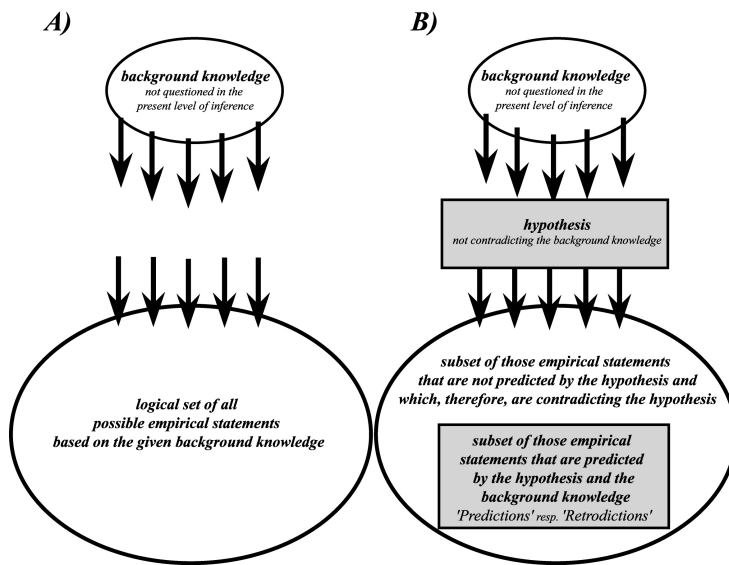 A)
background knowledge
not questioned in the
present level of inference
logical set of all
possible empirical statements
based on the given background knowledge
B)
background knowledge
not questioned in the
present level of inference
hypothesis
not contradicting the background knowledge
subset of those empirical statements
that are not predicted by the hypothesis and
which, therefore, are contradicting the hypothesis
subset of those empirical
statements that are predicted
by the hypothesis and the
background knowledge
'Predictions' resp. 'Retrodictions'